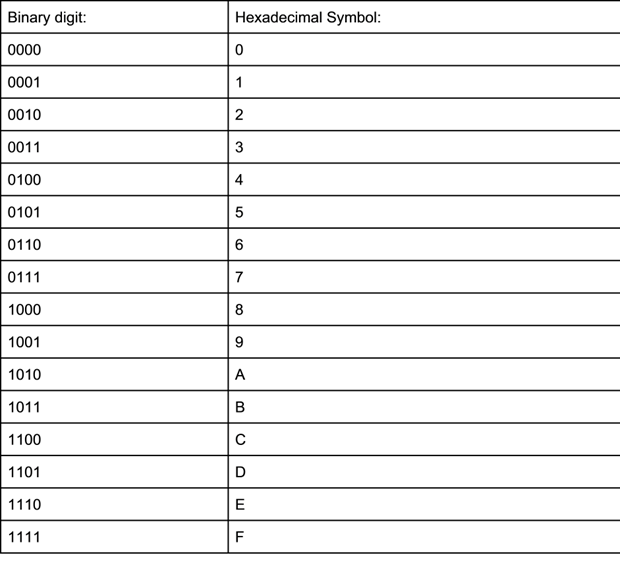 Binary digit: Hexadecimal Symbol:
0000 0
0001 1
0010 2
0011 3
0100 4
0101 5
0110 6
0111 7
1000 8
1001 9
1010 A
1011 B
1100 C
1101 D
1110 E
1111 F